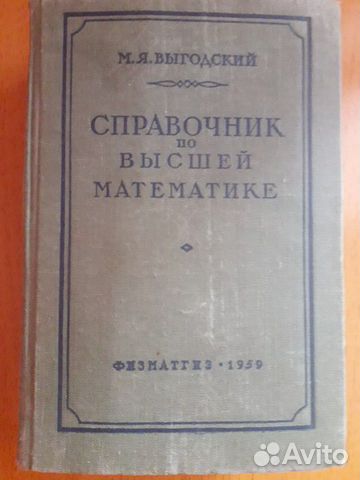 М.Я.ВЫГОДСКИЙ
СПРАВОЧНИК
ПО
ВЫСШЕЙ
МАТЕМАТИКЕ
ФИЗМАТГИЗ · 1959
Avito